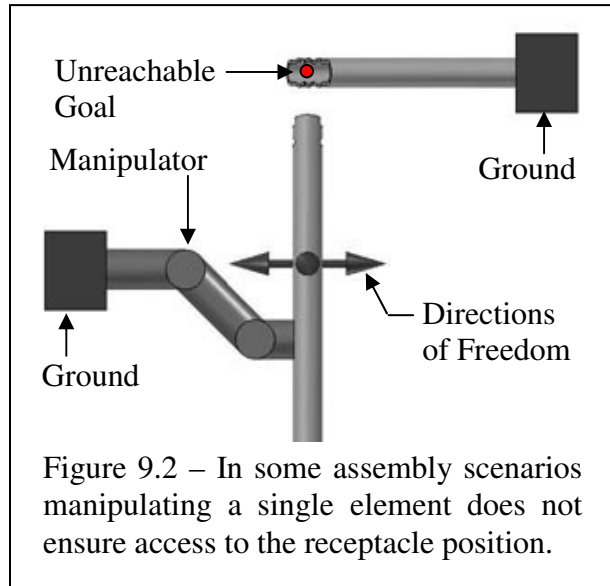 Unreachable
Goal
Manipulator
Ground
Directions
of Freedom
Ground
Figure 9.2 – In some assembly scenarios
manipulating a single element does not
ensure access to the receptacle position.